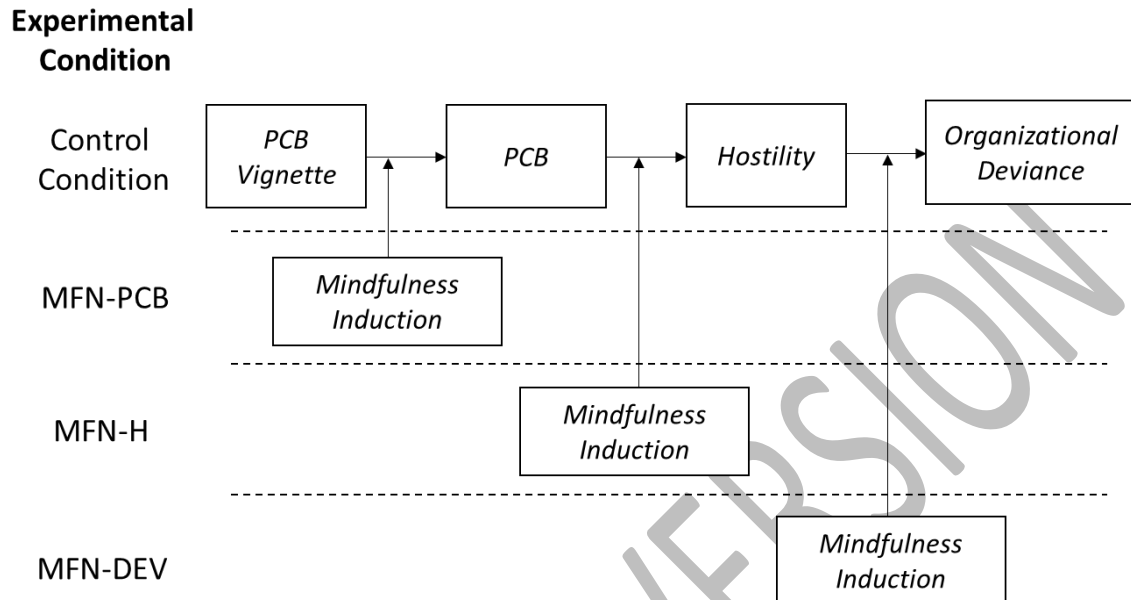 Experimental
Condition
Control
Condition
PCB
Vignette
PCB
Hostility
Organizational
Deviance
MFN-PCB
Mindfulness
Induction
MFN-H
Mindfulness
Induction
MFN-DEV
Mindfulness
Induction
VERSION